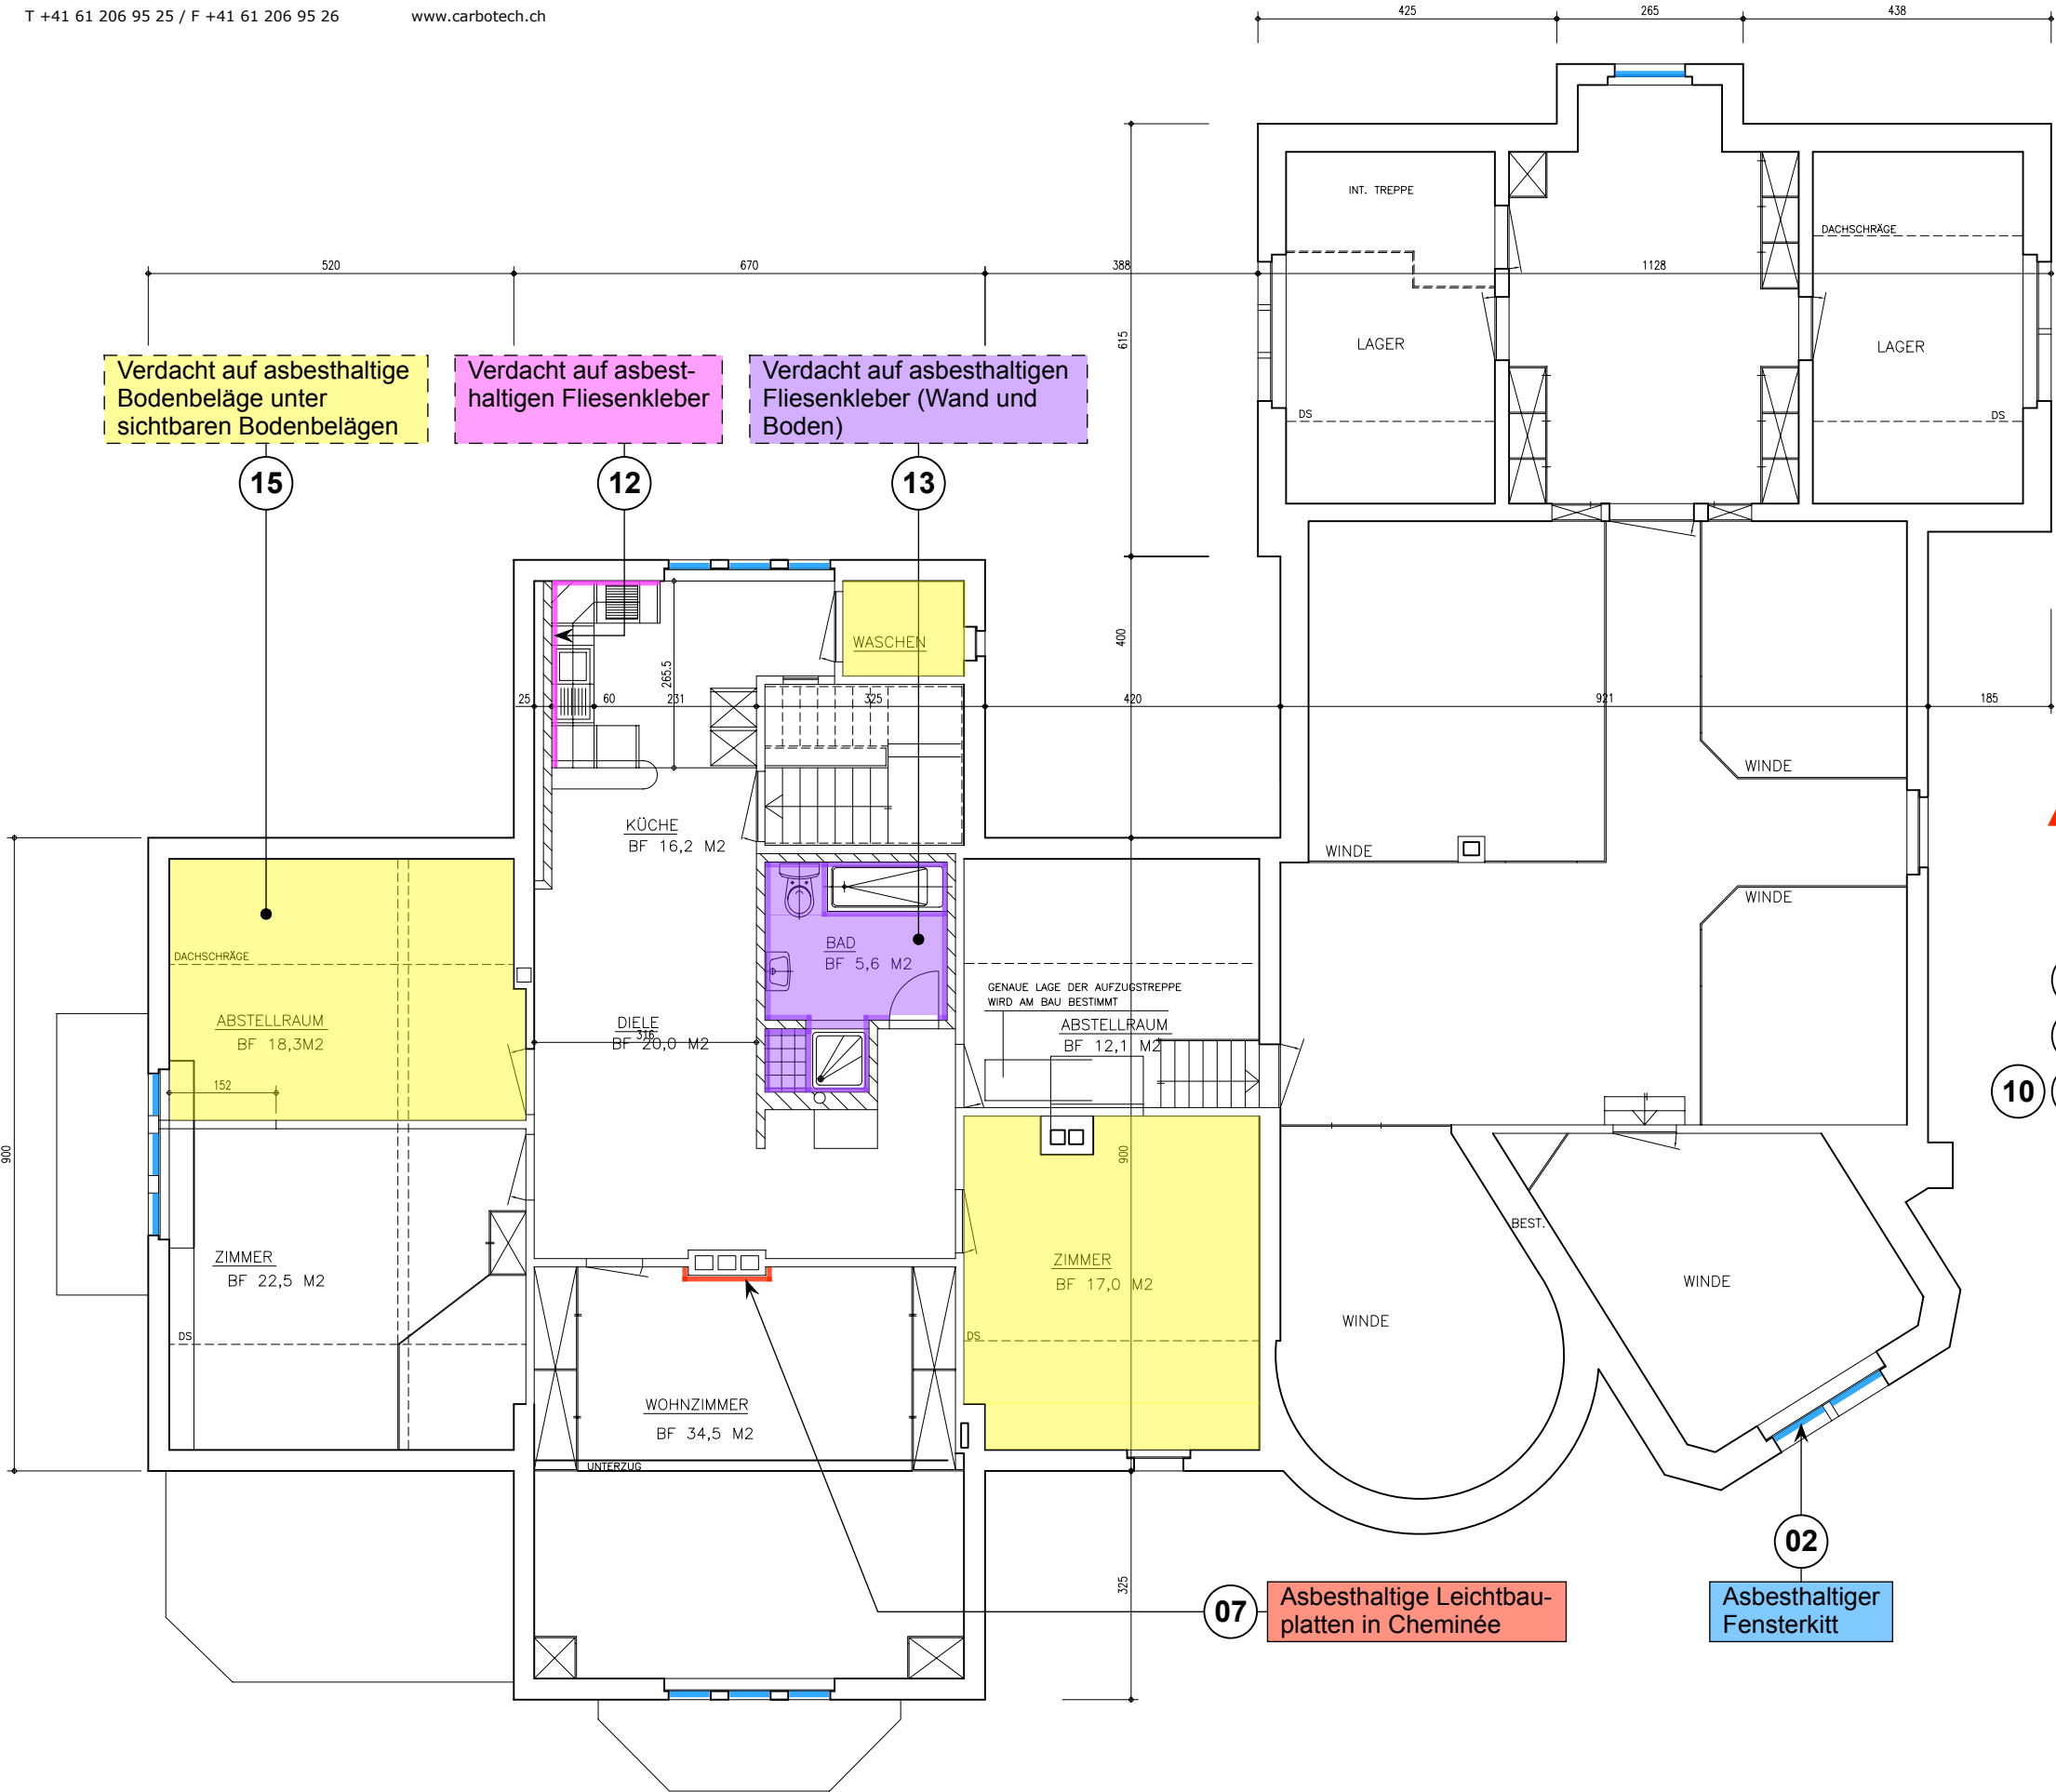 T +41 61 206 95 25 / F +41 61 206 95 26 www.carbotech.ch
425 265 438
INT. TREPPE
DACHSCHRÄGE
520 670 388 1128
615
LAGER
LAGER
DS
DS
Verdacht auf asbesthaltige
Bodenbeläge unter
sichtbaren Bodenbelägen
15
Verdacht auf asbest-
haltigen Fliesenkleber
12
Verdacht auf asbesthaltigen
Fliesenkleber (Wand und
Boden)
13
WASCHEN
400
265.5
25 60 231 325 420 921 185
WINDE
KÜCHE
BF 16,2 M2
WINDE
WINDE
BAD
BF 5,6 M2
DACHSCHRÄGE
GENAUE LAGE DER AUFZUGSTREPPE
WIRD AM BAU BESTIMMT
ABSTELLRAUM
BF 18,3M2
DIELE
BF 20,0 M2
316
ABSTELLRAUM
BF 12,1 M2
152
10
900
900
BEST.
ZIMMER
BF 22,5 M2
ZIMMER
BF 17,0 M2
WINDE
WINDE
DS
DS
WOHNZIMMER
BF 34,5 M2
UNTERZUG
02
Asbesthaltiger
Fensterkitt
325
07
Asbesthaltige Leichtbau-
platten in Cheminée